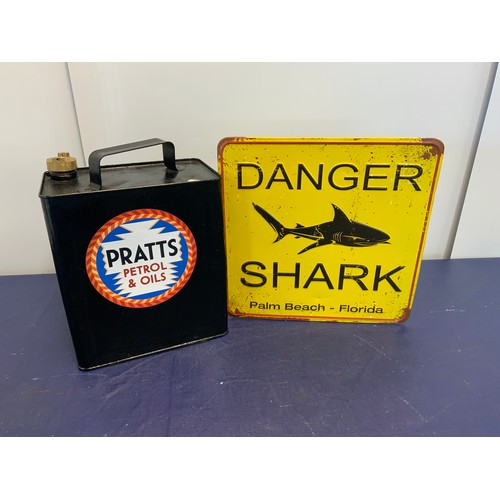 PRATTS
PETROL
& OILS
DANGER
SHARK
Palm Beach - Florida